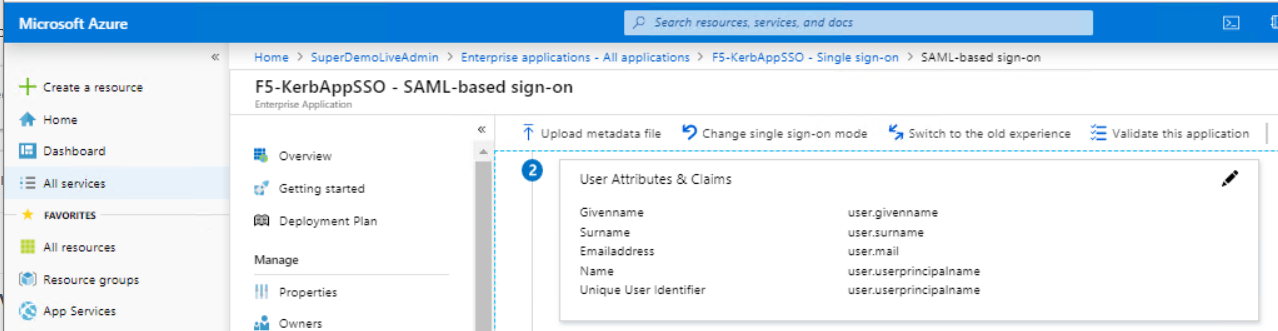 Microsoft Azure
Search resources, services, and docs
Home > SuperDemoLiveAdmin > Enterprise applications - All applications > F5-KerbAppSSO - Single sign-on > SAML-based sign-on
F5-KerbAppSSO - SAML-based sign-on
Enterprise Application
Create a resource
Home
Dashboard
All services
FAVORITES
All resources
Resource groups
App Services
Overview
Getting started
Deployment Plan
Manage
Properties
Owners
Upload metadata file Change single sign-on mode Switch to the old experience Validate this application
2
User Attributes & Claims
Givenname user.givenname
Surname user.surname
Emailaddress user.mail
Name user.userprincipalname
Unique User Identifier user.userprincipalname